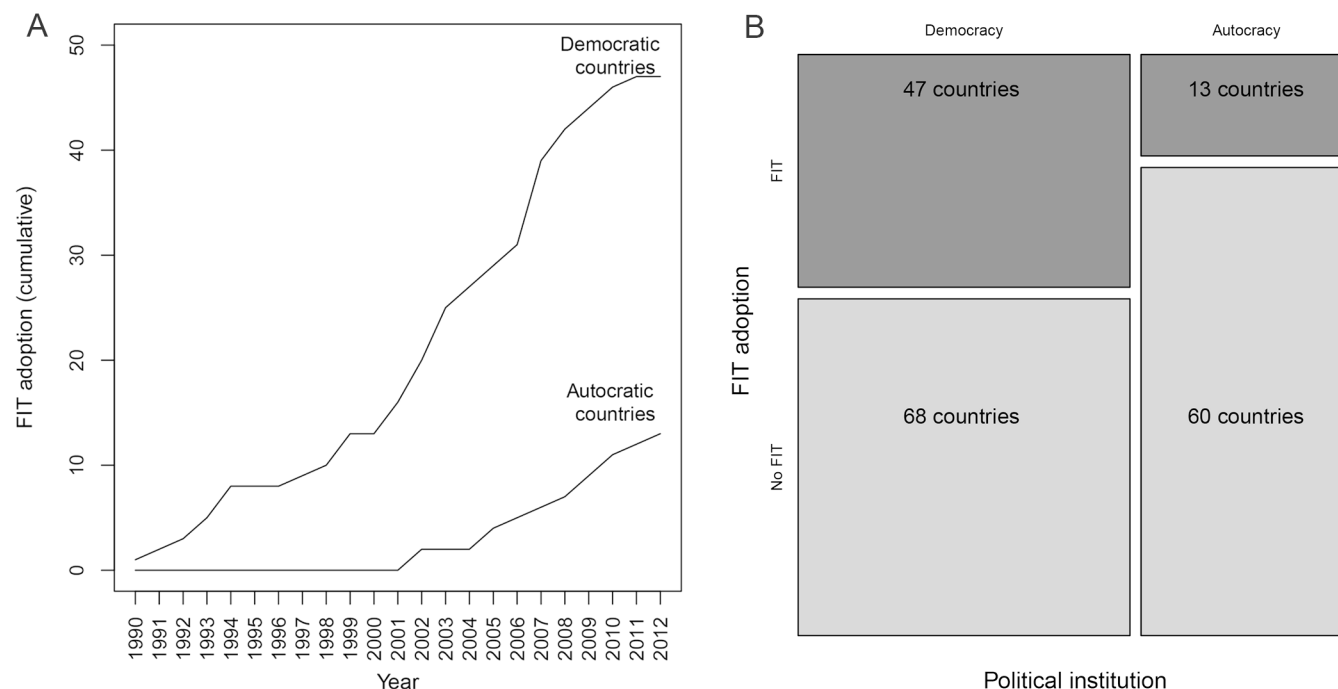 A
FIT adoption (cumulative)
50
40
30
20
10
0
Democratic
countries
Autocratic
countries
1990
1991
1992
1993
1994
1995
1996
1997
1998
1999
2000
2001
2002
2003
2004
2005
2006
2007
2008
2009
2010
2011
2012
Year
B
Democracy
Autocracy
FIT adoption
FIT
47 countries
13 countries
No FIT
68 countries
60 countries
Political institution